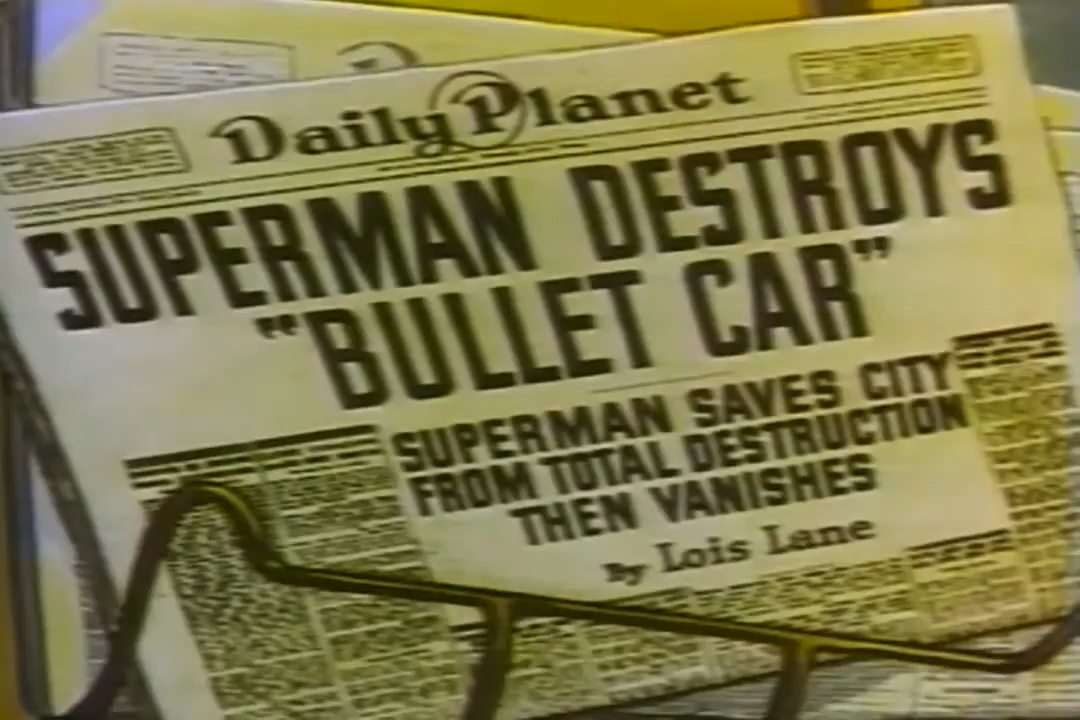 Daily Planet
SUPERMAN DESTROYS
"BULLET CAR"
SUPERMAN SAVES CITY
FROM TOTAL DESTRUCTION
THEN VANISHES
By Lois Lane